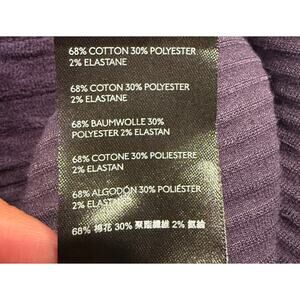 68% COTTON 30% POLYESTER
2% ELASTANE
68% COTON 30% POLYESTER
2% ELASTANE
68% BAUMWOLLE 30%
POLYESTER 2% ELASTAN
68% COTONE 30% POLIESTERE
2% ELASTAN
68% ALGODÓN 30% POLIÉSTER
2% ELASTAN
68% 棉花 30% 聚酯纖維 2% 氨綸